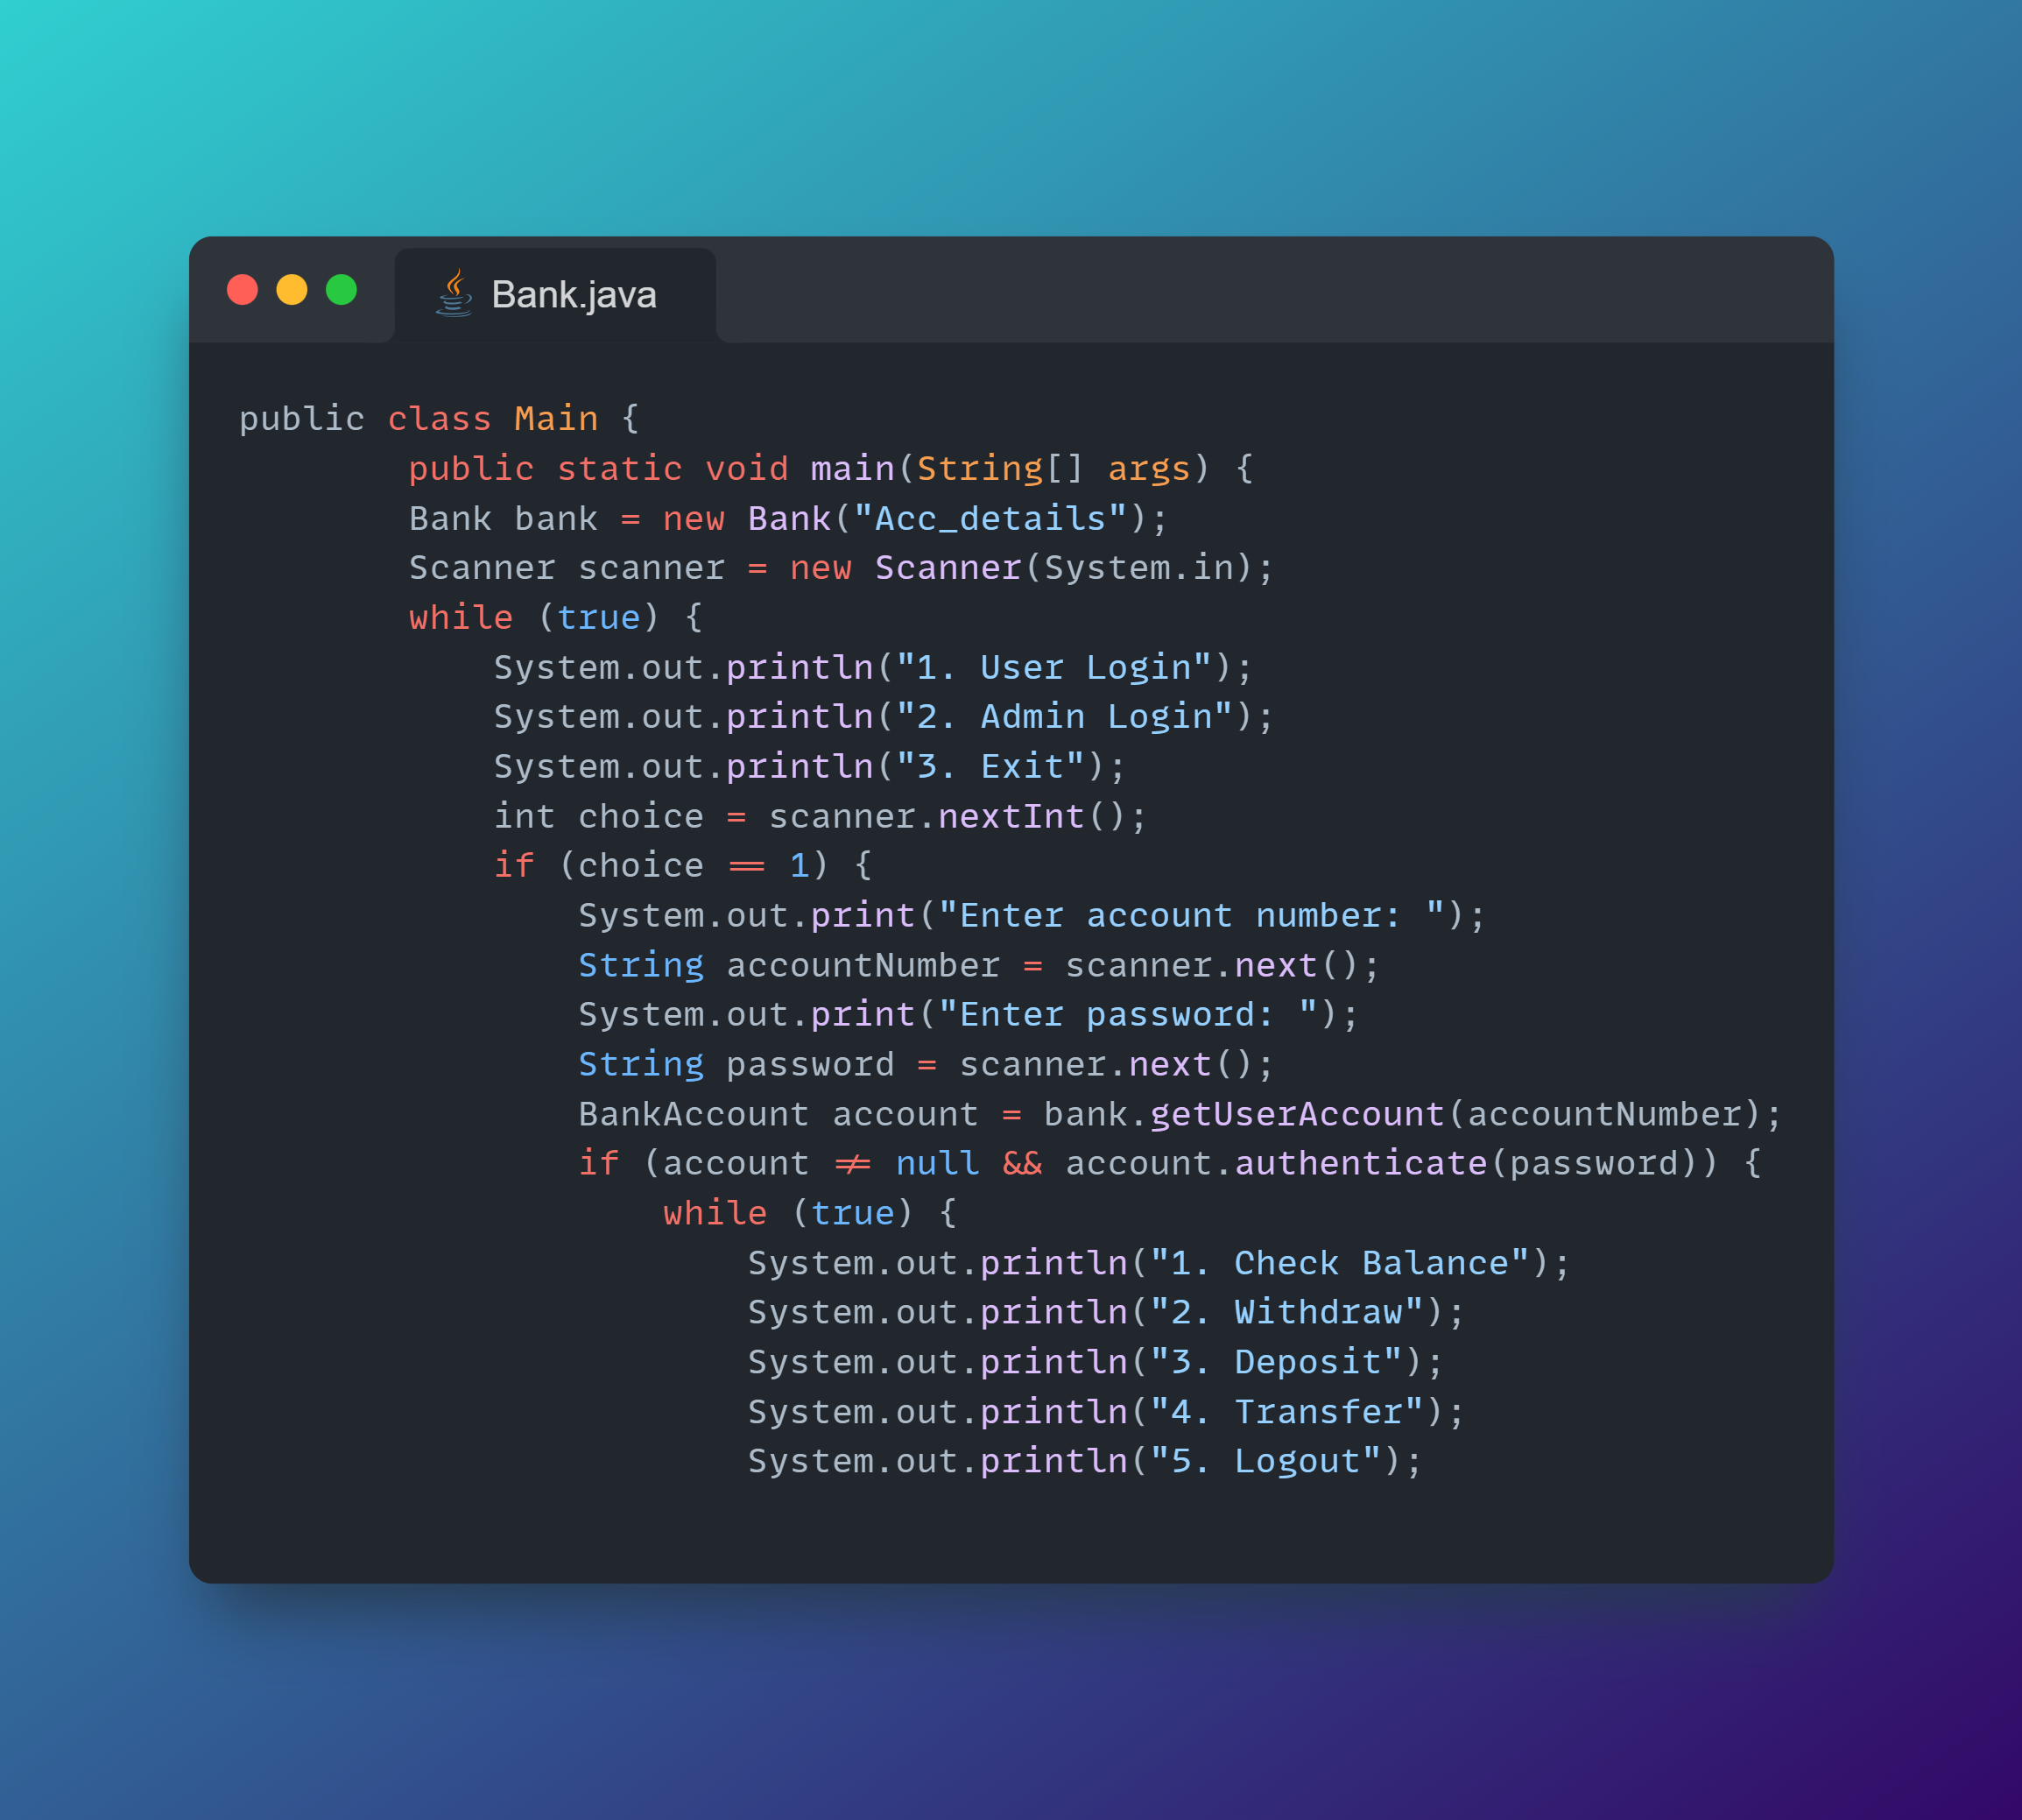 Bank.java
public class Main {
        public static void main(String[] args) {
        Bank bank = new Bank("Acc_details");
        Scanner scanner = new Scanner(System.in);
        while (true) {
            System.out.println("1. User Login");
            System.out.println("2. Admin Login");
            System.out.println("3. Exit");
            int choice = scanner.nextInt();
            if (choice == 1) {
                System.out.print("Enter account number: ");
                String accountNumber = scanner.next();
                System.out.print("Enter password: ");
                String password = scanner.next();
                BankAccount account = bank.getUserAccount(accountNumber);
                if (account != null && account.authenticate(password)) {
                    while (true) {
                        System.out.println("1. Check Balance");
                        System.out.println("2. Withdraw");
                        System.out.println("3. Deposit");
                        System.out.println("4. Transfer");
                        System.out.println("5. Logout");